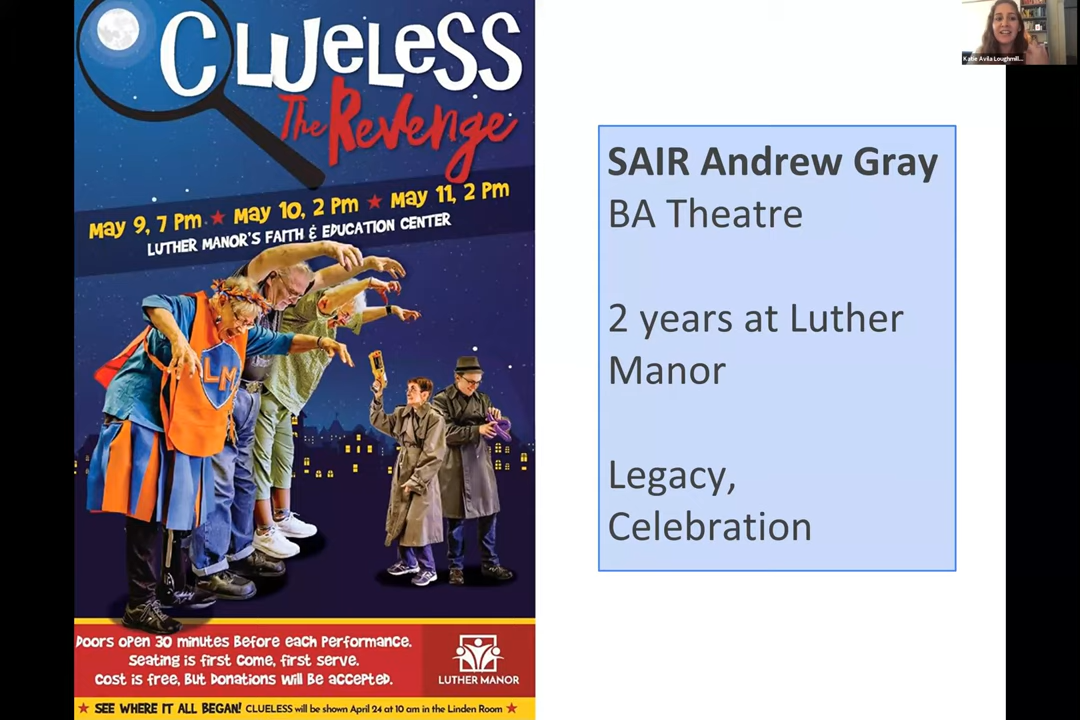 CLUELESS
The Revenge
May 9, 7 Pm ★ May 10, 2 Pm ★ May 11, 2 Pm
LUTHER MANOR'S FAITH & EDUCATION CENTER
LM
Doors open 30 minutes Before each Performance.
Seating is first come, first serve.
Cost is free, But Donations will Be accepted.
LUTHER MANOR
★ SEE WHERE IT ALL BEGAN! CLUELESS will be shown April 24 at 10 am in the Linden Room ★
SAIR Andrew Gray
BA Theatre
2 years at Luther
Manor
Legacy,
Celebration
Katie Avila Loughmill...